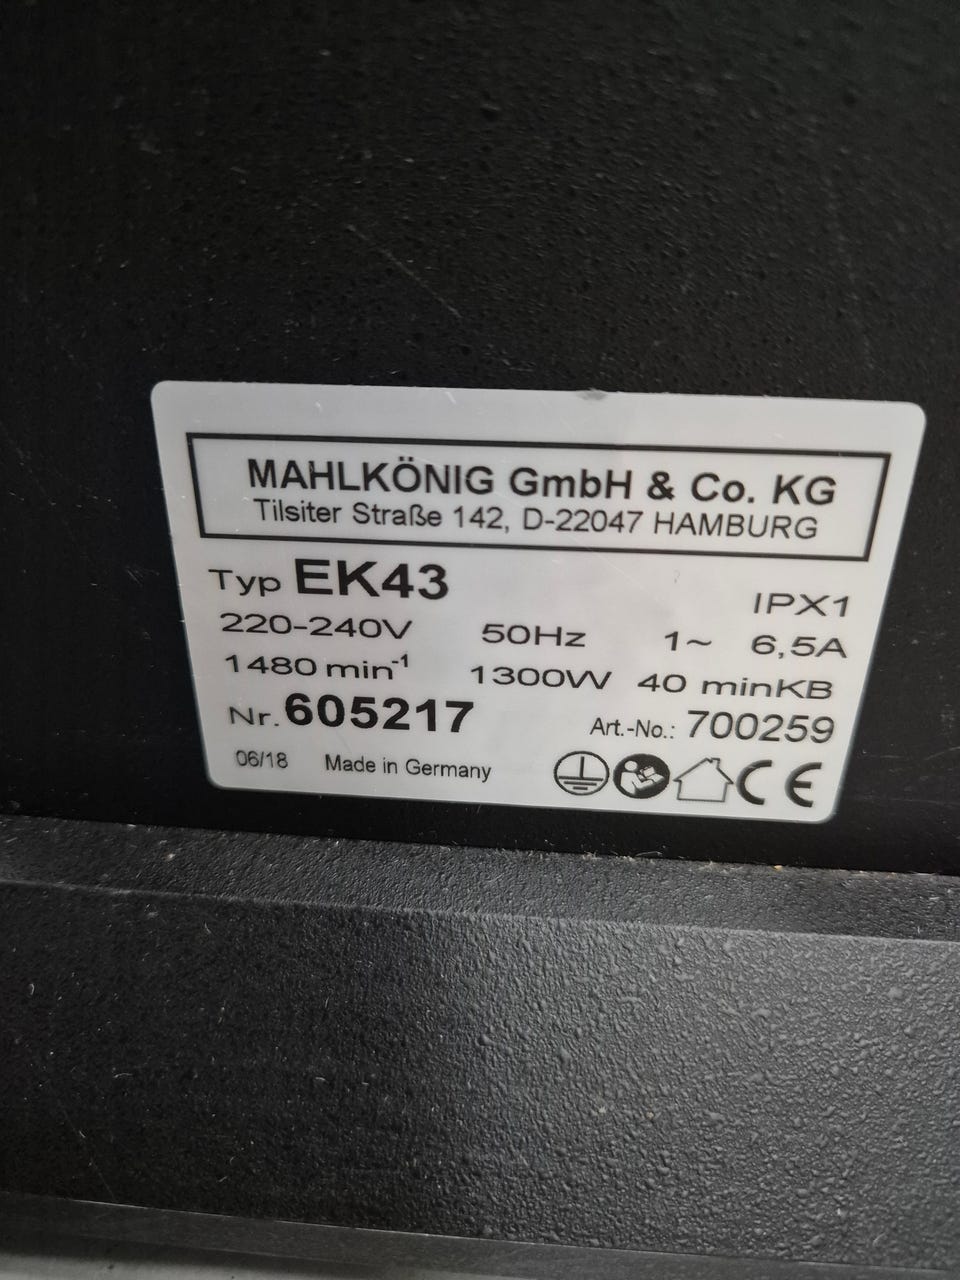 MAHLKÖNIG GmbH & Co. KG
Tilsiter Straße 142, D-22047 HAMBURG
Typ EK43 IPX1
220-240V 50Hz 1~ 6,5A
1480 min⁻¹ 1300W 40 minKB
Nr. 605217 Art.-No.: 700259
06/18 Made in Germany CE